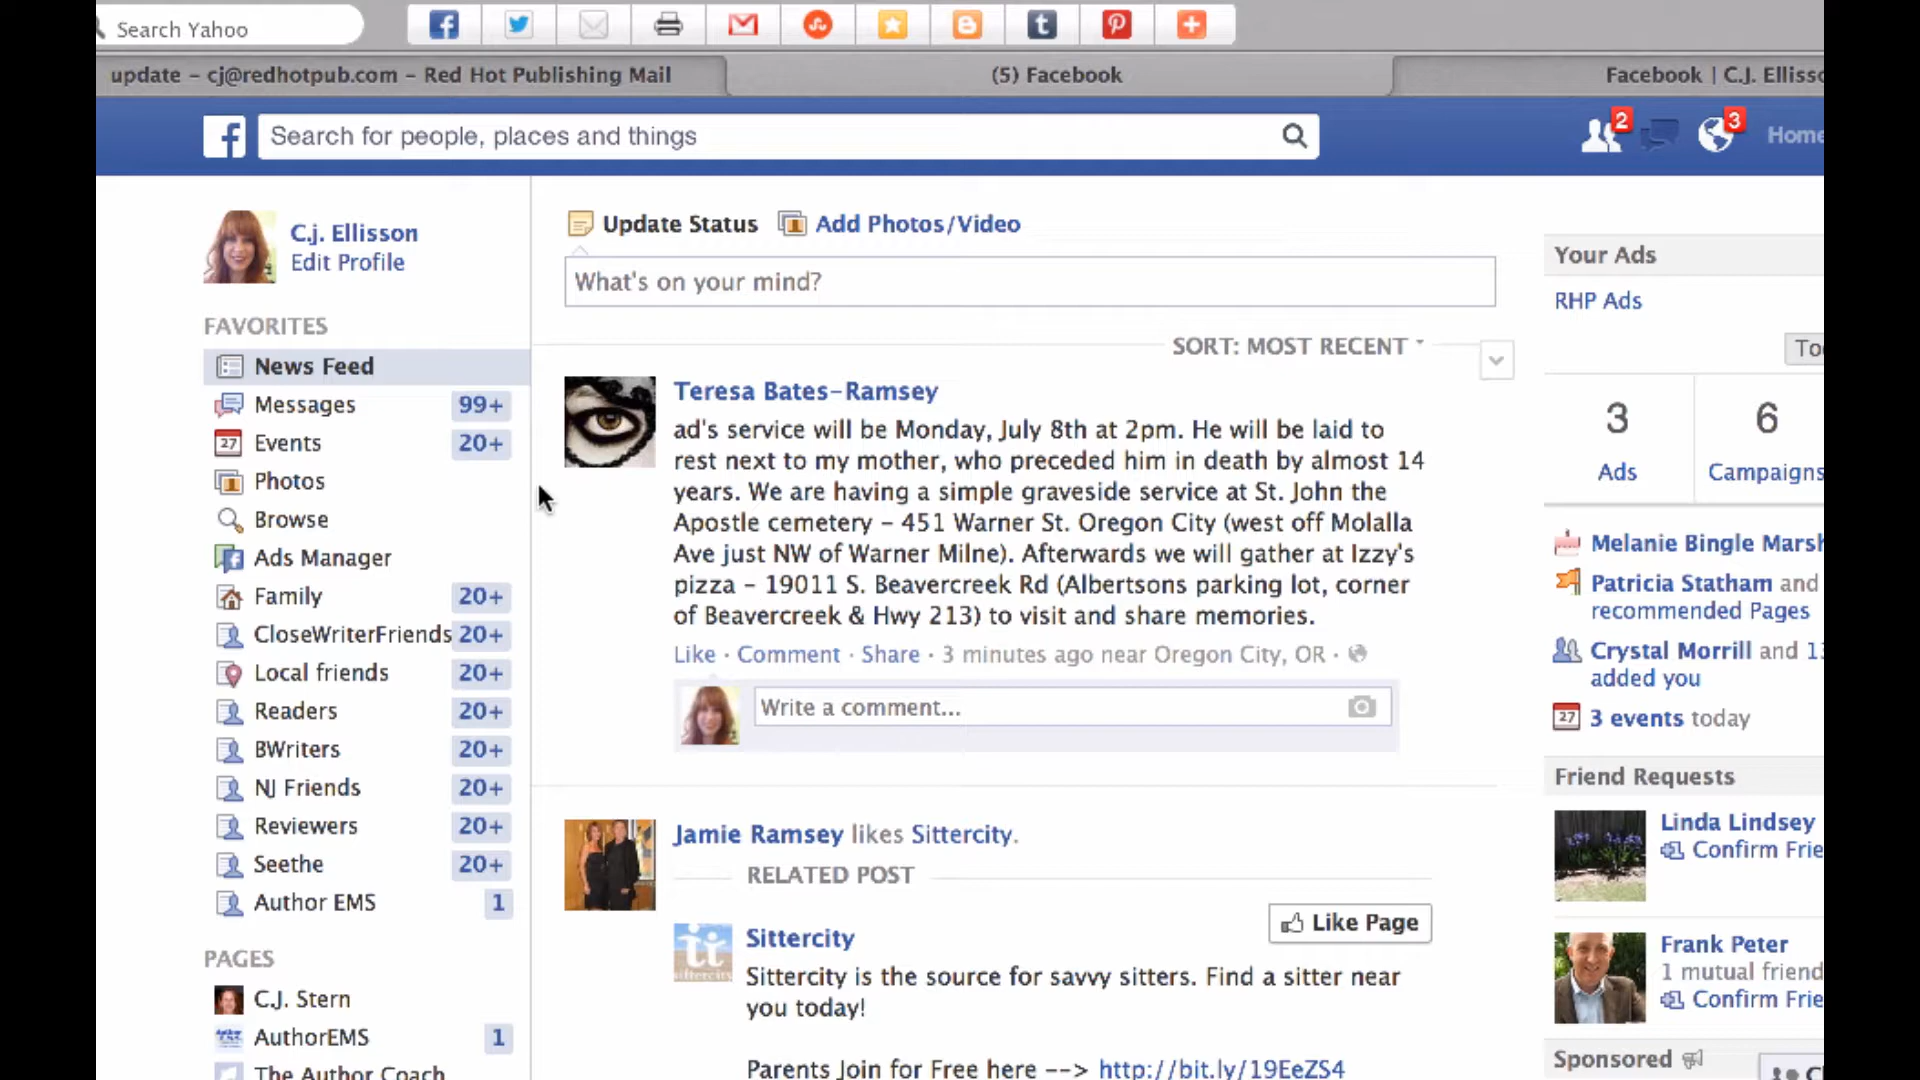 Search Yahoo
update - cj@redhotpub.com - Red Hot Publishing Mail
(5) Facebook
Facebook | C.J. Elliss
Search for people, places and things
2
3
Home
C.j. Ellisson
Edit Profile
FAVORITES
News Feed
Messages 99+
27 Events 20+
Photos
Browse
Ads Manager
Family 20+
CloseWriterFriends 20+
Local friends 20+
Readers 20+
BWriters 20+
NJ Friends 20+
Reviewers 20+
Seethe 20+
Author EMS 1
PAGES
C.J. Stern
AuthorEMS 1
The Author Coach
Update Status Add Photos/Video
What's on your mind?
SORT: MOST RECENT
Teresa Bates-Ramsey
ad's service will be Monday, July 8th at 2pm. He will be laid to
rest next to my mother, who preceded him in death by almost 14
years. We are having a simple graveside service at St. John the
Apostle cemetery - 451 Warner St. Oregon City (west off Molalla
Ave just NW of Warner Milne). Afterwards we will gather at Izzy's
pizza - 19011 S. Beavercreek Rd (Albertsons parking lot, corner
of Beavercreek & Hwy 213) to visit and share memories.
Like · Comment · Share · 3 minutes ago near Oregon City, OR ·
Write a comment...
Jamie Ramsey likes Sittercity.
RELATED POST
Like Page
Sittercity
sittercity
Sittercity is the source for savvy sitters. Find a sitter near
you today!
Parents Join for Free here --> http://bit.ly/19EeZS4
Your Ads
RHP Ads
To
3
Ads
6
Campaigns
Melanie Bingle Marsh
Patricia Statham and
recommended Pages
Crystal Morrill and 1
added you
27 3 events today
Friend Requests
Linda Lindsey
Confirm Frie
Frank Peter
1 mutual friend
Confirm Frie
Sponsored